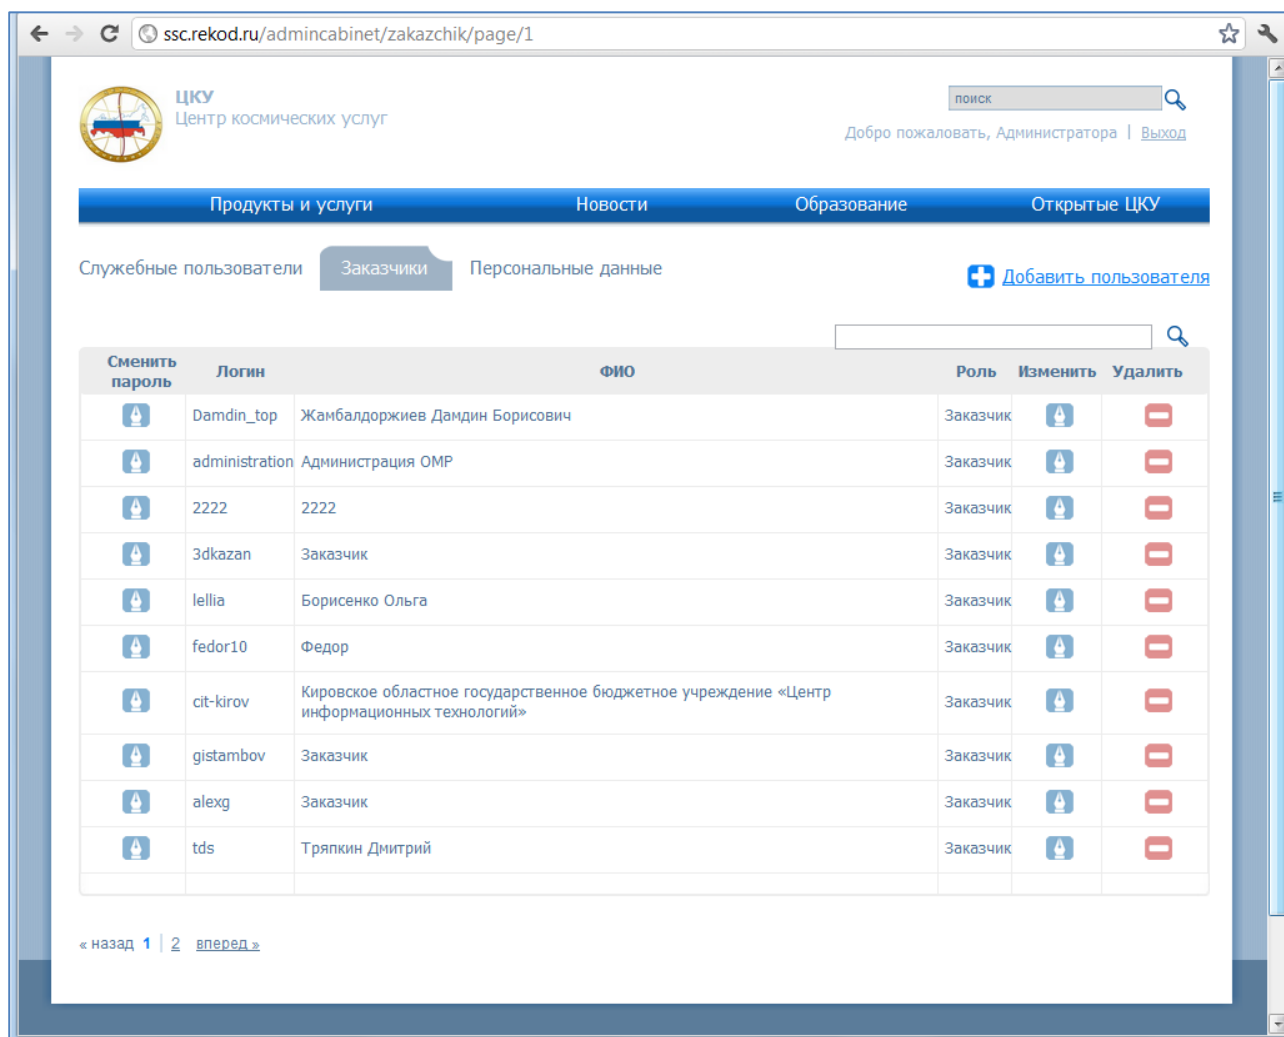 ssc.rekod.ru/admincabinet/zakazchik/page/1
ЦКУ
Центр космических услуг
поиск
Добро пожаловать, Администратора | Выход
Продукты и услуги Новости Образование Открытые ЦКУ
Служебные пользователи Заказчики Персональные данные Добавить пользователя
Сменить пароль Логин ФИО Роль Изменить Удалить
Damdin_top Жамбалдоржиев Дамдин Борисович Заказчик
administration Администрация ОМР Заказчик
2222 2222 Заказчик
3dkazan Заказчик Заказчик
lellia Борисенко Ольга Заказчик
fedor10 Федор Заказчик
cit-kirov Кировское областное государственное бюджетное учреждение «Центр
информационных технологий» Заказчик
gistambov Заказчик Заказчик
alexg Заказчик Заказчик
tds Тряпкин Дмитрий Заказчик
« назад 1 | 2 вперед »